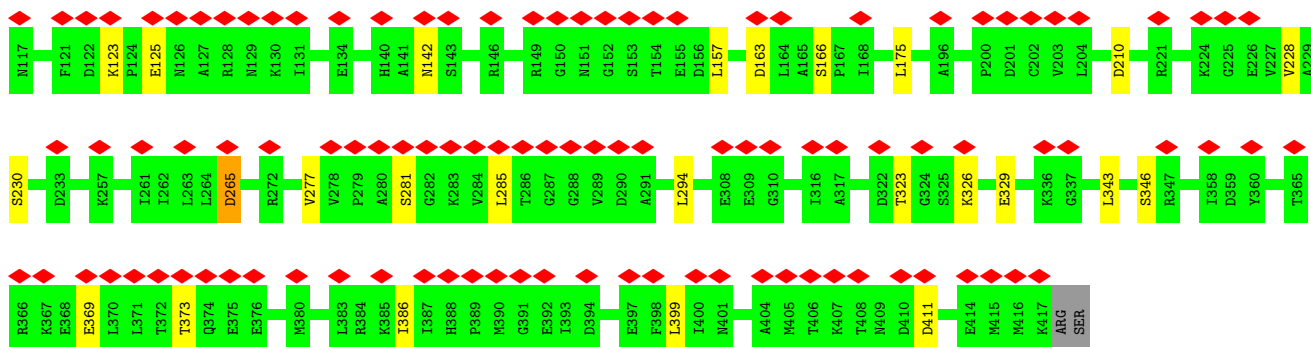 N117 F121 D122 K123 P124 E125 N126 A127 R128 N129 K130 I131 E134 H140 A141 N142 S143 R146 R149 G150 N151 G152 S153 T154 E155 D156 L157 D163 L164 A165 S166 P167 I168 L175 A196 P200 D201 C202 V203 L204 D210 R221 K224 G225 E226 V227 V228 A229
S230 D233 K257 I261 I262 L263 L264 D265 R272 V277 V278 P279 A280 S281 G282 K283 V284 L285 T286 G287 G288 V289 D290 A291 L294 E308 E309 G310 I316 A317 D322 T323 G324 S325 K326 E329 K336 G337 L343 S346 R347 I358 D359 Y360 T365
R366 K367 E368 E369 L370 L371 T372 T373 Q374 E375 E376 M380 L383 R384 K385 I386 I387 H388 P389 M390 G391 E392 I393 D394 E397 F398 L399 I400 N401 A404 M405 T406 K407 T408 N409 D410 D411 E414 M415 M416 K417 ARG SER